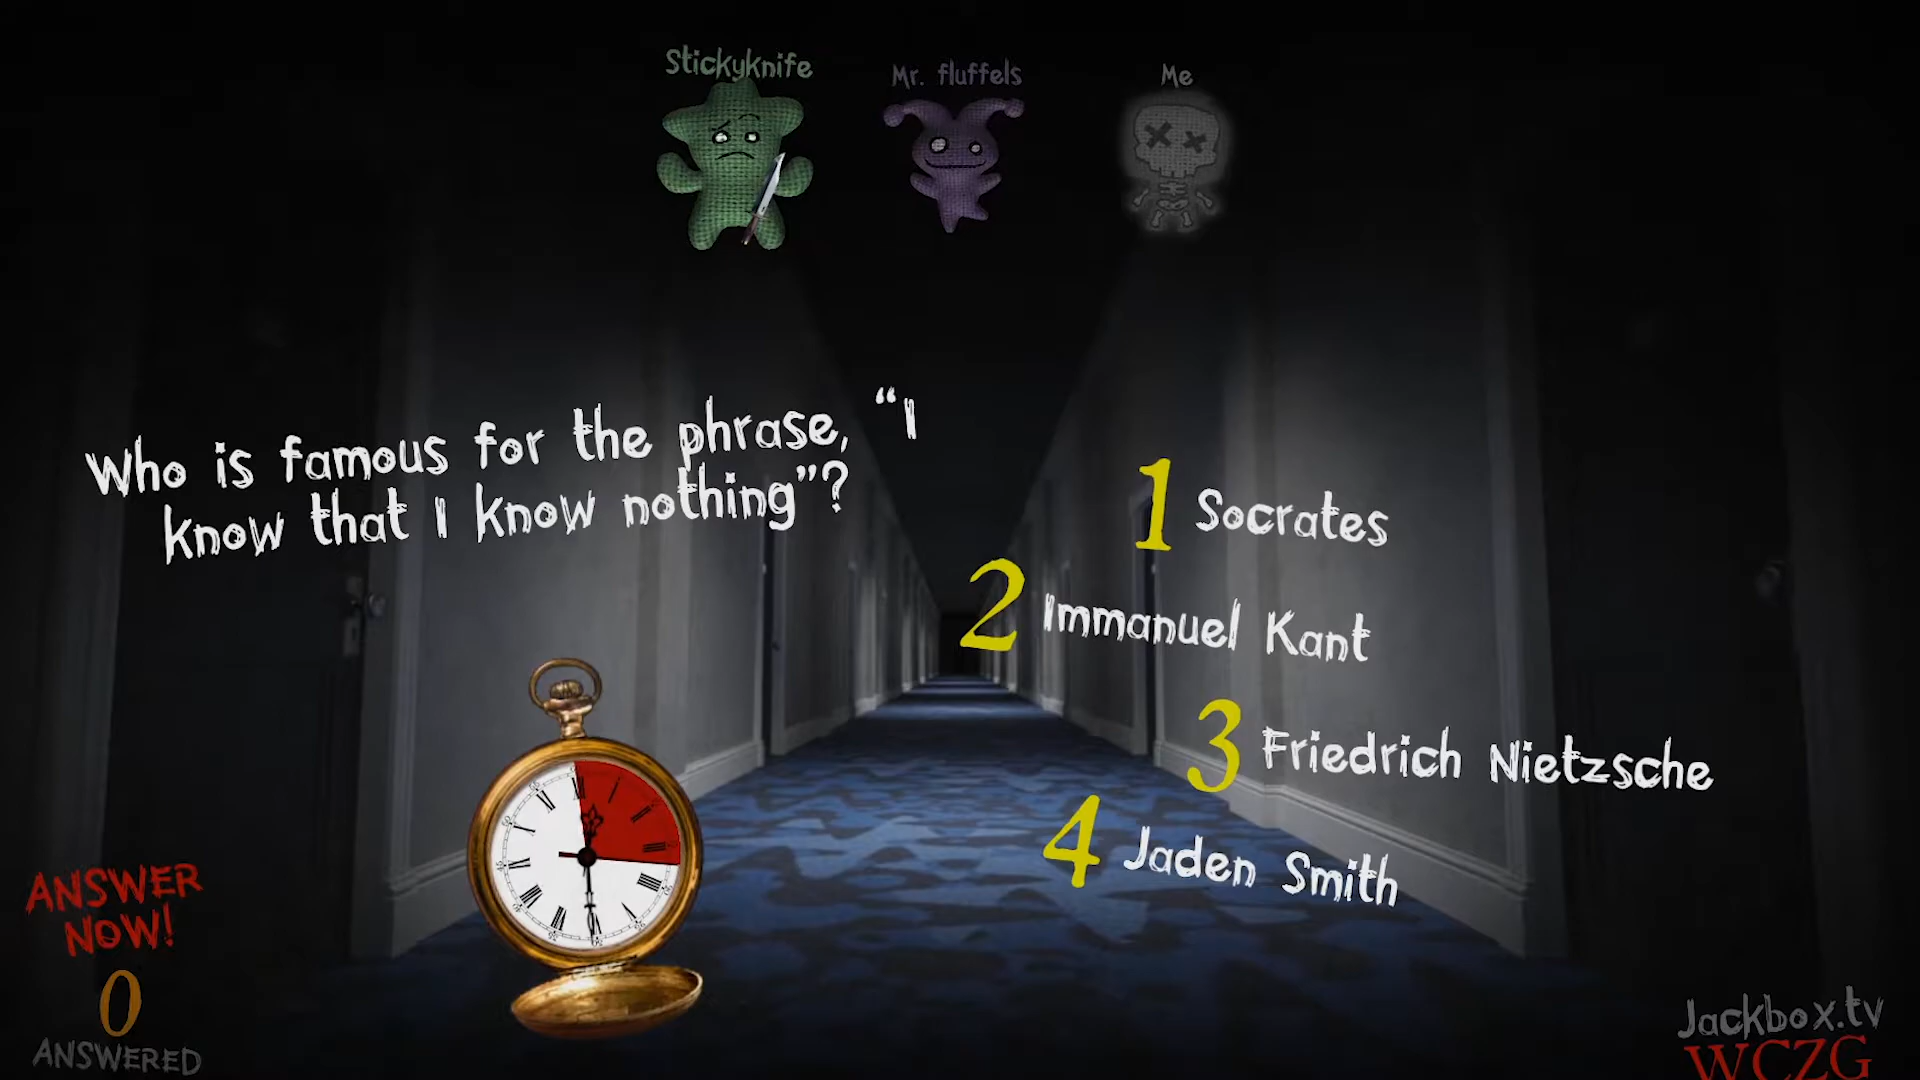 Stickyknife
Mr. fluffels
Me
Who is famous for the phrase, “I
know that I know nothing”?
1 Socrates
2 Immanuel Kant
3 Friedrich Nietzsche
4 Jaden Smith
ANSWER
NOW!
0
ANSWERED
Jackbox.tv
WCZG